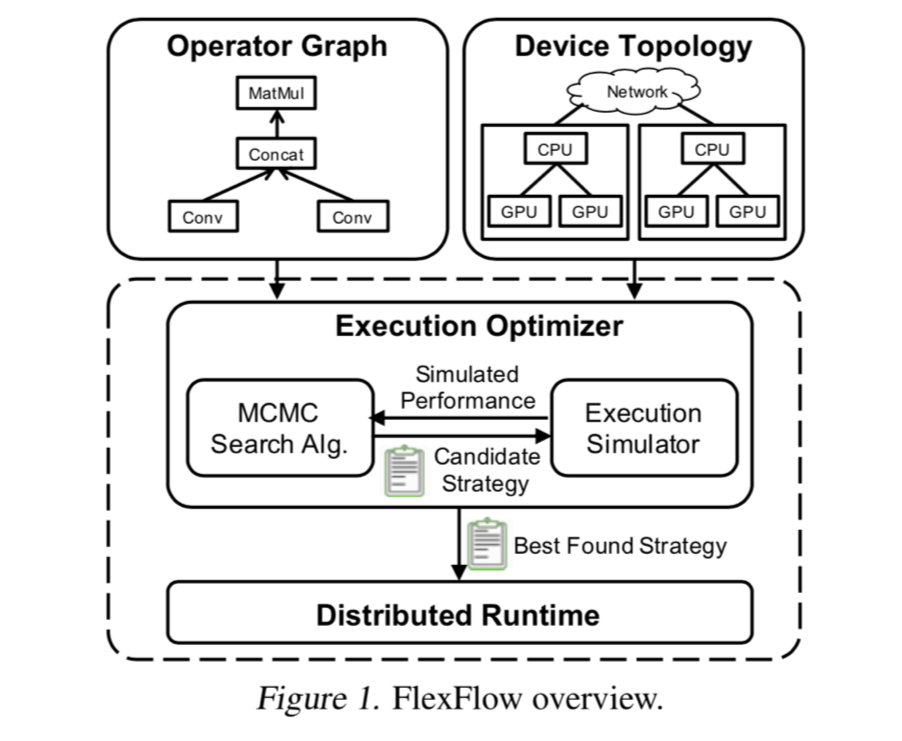 Operator Graph
MatMul
Concat
Conv
Conv
Device Topology
Network
CPU
CPU
GPU
GPU
GPU
GPU
Execution Optimizer
MCMC
Search Alg.
Simulated
Performance
Candidate
Strategy
Execution
Simulator
Best Found Strategy
Distributed Runtime
Figure 1. FlexFlow overview.